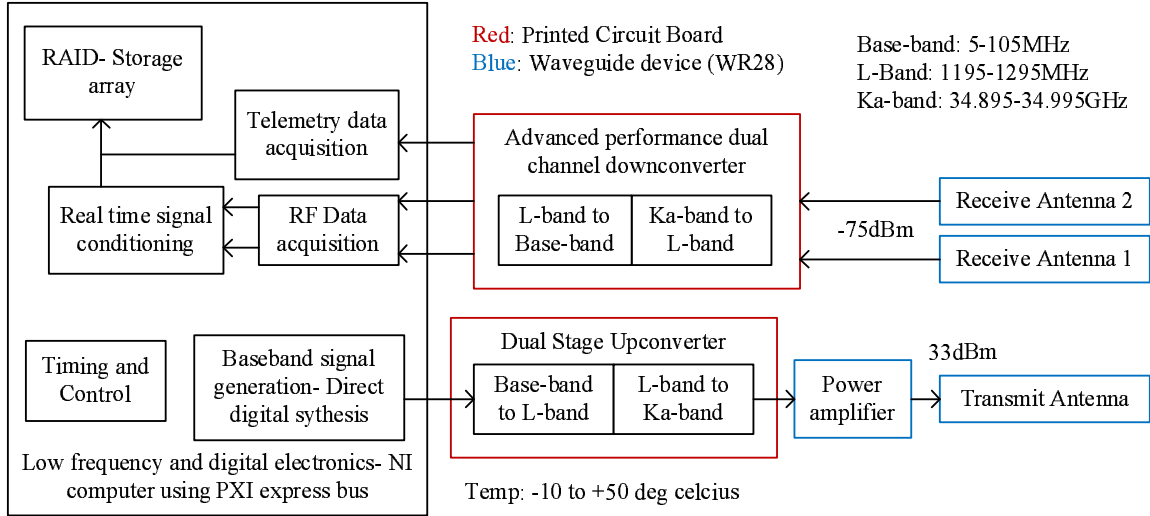 RAID- Storage
array
Telemetry data
acquisition
Real time signal
conditioning
RF Data
acquisition
Timing and
Control
Baseband signal
generation- Direct
digital sythesis
Low frequency and digital electronics- NI
computer using PXI express bus
Red: Printed Circuit Board
Blue: Waveguide device (WR28)
Base-band: 5-105MHz
L-Band: 1195-1295MHz
Ka-band: 34.895-34.995GHz
Advanced performance dual
channel downconverter
L-band to
Base-band
Ka-band to
L-band
-75dBm
Receive Antenna 2
Receive Antenna 1
Dual Stage Upconverter
Base-band
to L-band
L-band to
Ka-band
Power
amplifier
33dBm
Transmit Antenna
Temp: -10 to +50 deg celcius